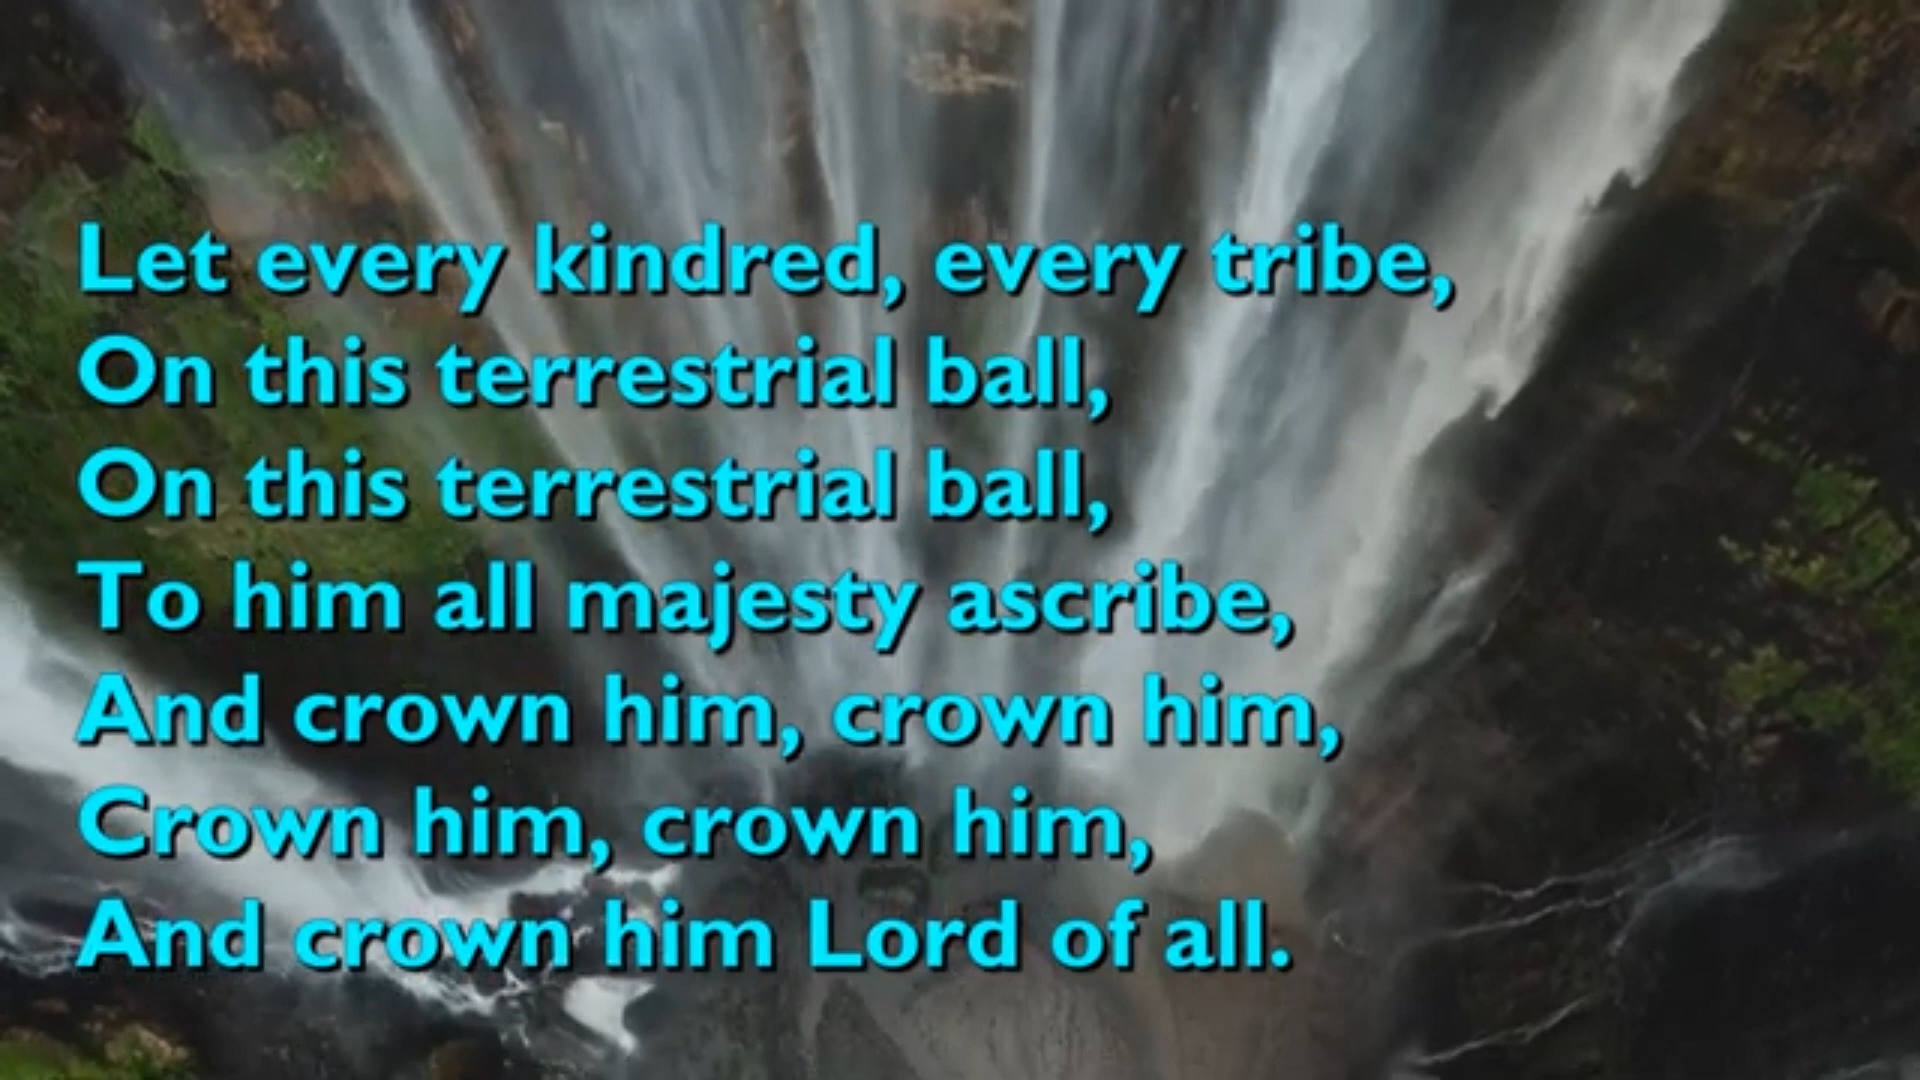 Let every kindred, every tribe,
On this terrestrial ball,
On this terrestrial ball,
To him all majesty ascribe,
And crown him, crown him,
Crown him, crown him,
And crown him Lord of all.